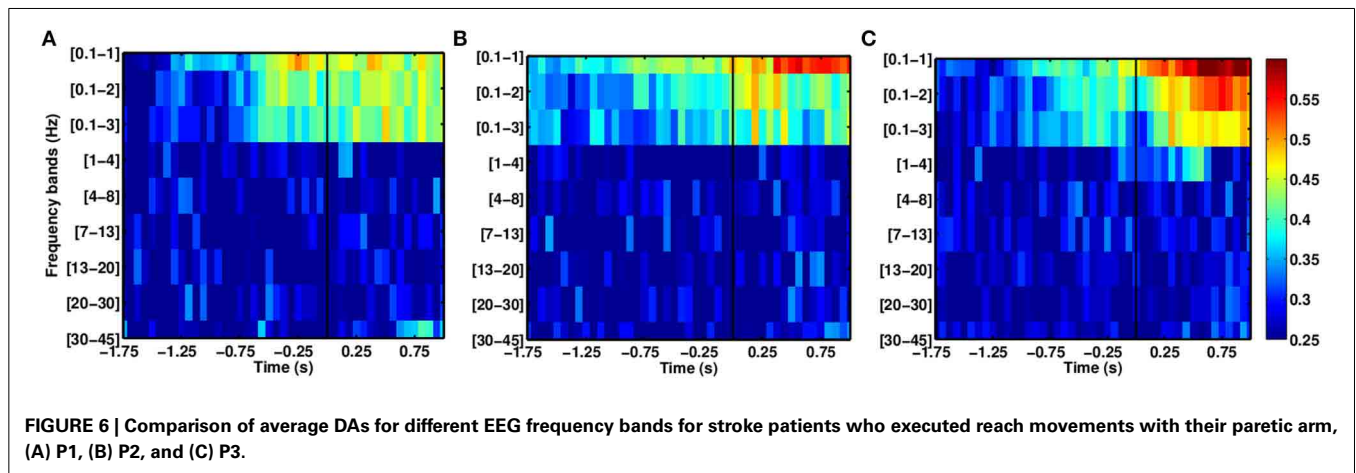 A
B
C
Frequency bands (Hz)
[0.1−1]
[0.1−2]
[0.1−3]
[1−4]
[4−8]
[7−13]
[13−20]
[20−30]
[30−45]
−1.75 −1.25 −0.75 −0.25 0.25 0.75
Time (s)
[0.1−1]
[0.1−2]
[0.1−3]
[1−4]
[4−8]
[7−13]
[13−20]
[20−30]
[30−45]
−1.75 −1.25 −0.75 −0.25 0.25 0.75
Time (s)
[0.1−1]
[0.1−2]
[0.1−3]
[1−4]
[4−8]
[7−13]
[13−20]
[20−30]
[30−45]
−1.75 −1.25 −0.75 −0.25 0.25 0.75
Time (s)
0.55
0.5
0.45
0.4
0.35
0.3
0.25
FIGURE 6 | Comparison of average DAs for different EEG frequency bands for stroke patients who executed reach movements with their paretic arm,
(A) P1, (B) P2, and (C) P3.